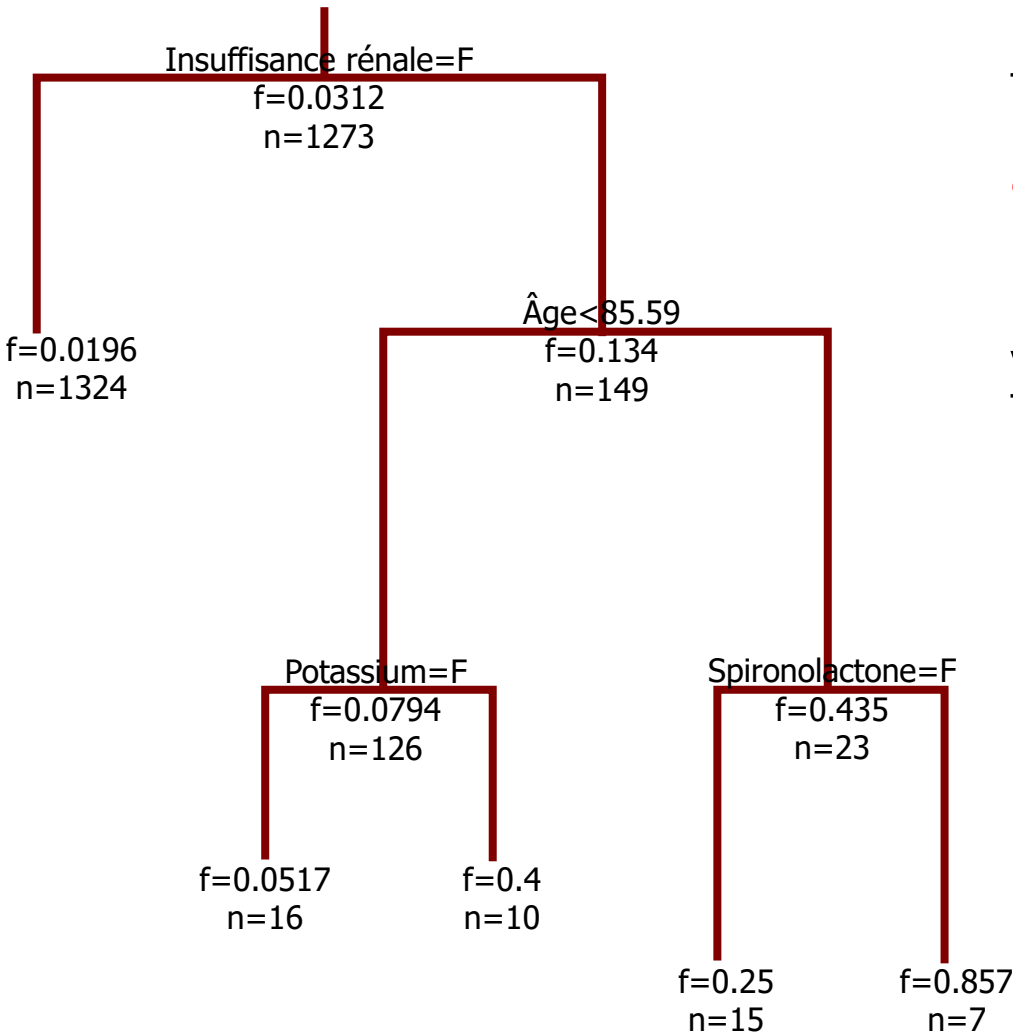 Insuffisance rénale=F
f=0.0312
n=1273
Âge<85.59
f=0.134
n=149
f=0.0196
n=1324
Potassium=F
f=0.0794
n=126
Spironolactone=F
f=0.435
n=23
f=0.0517
n=16
f=0.4
n=10
f=0.25
n=15
f=0.857
n=7